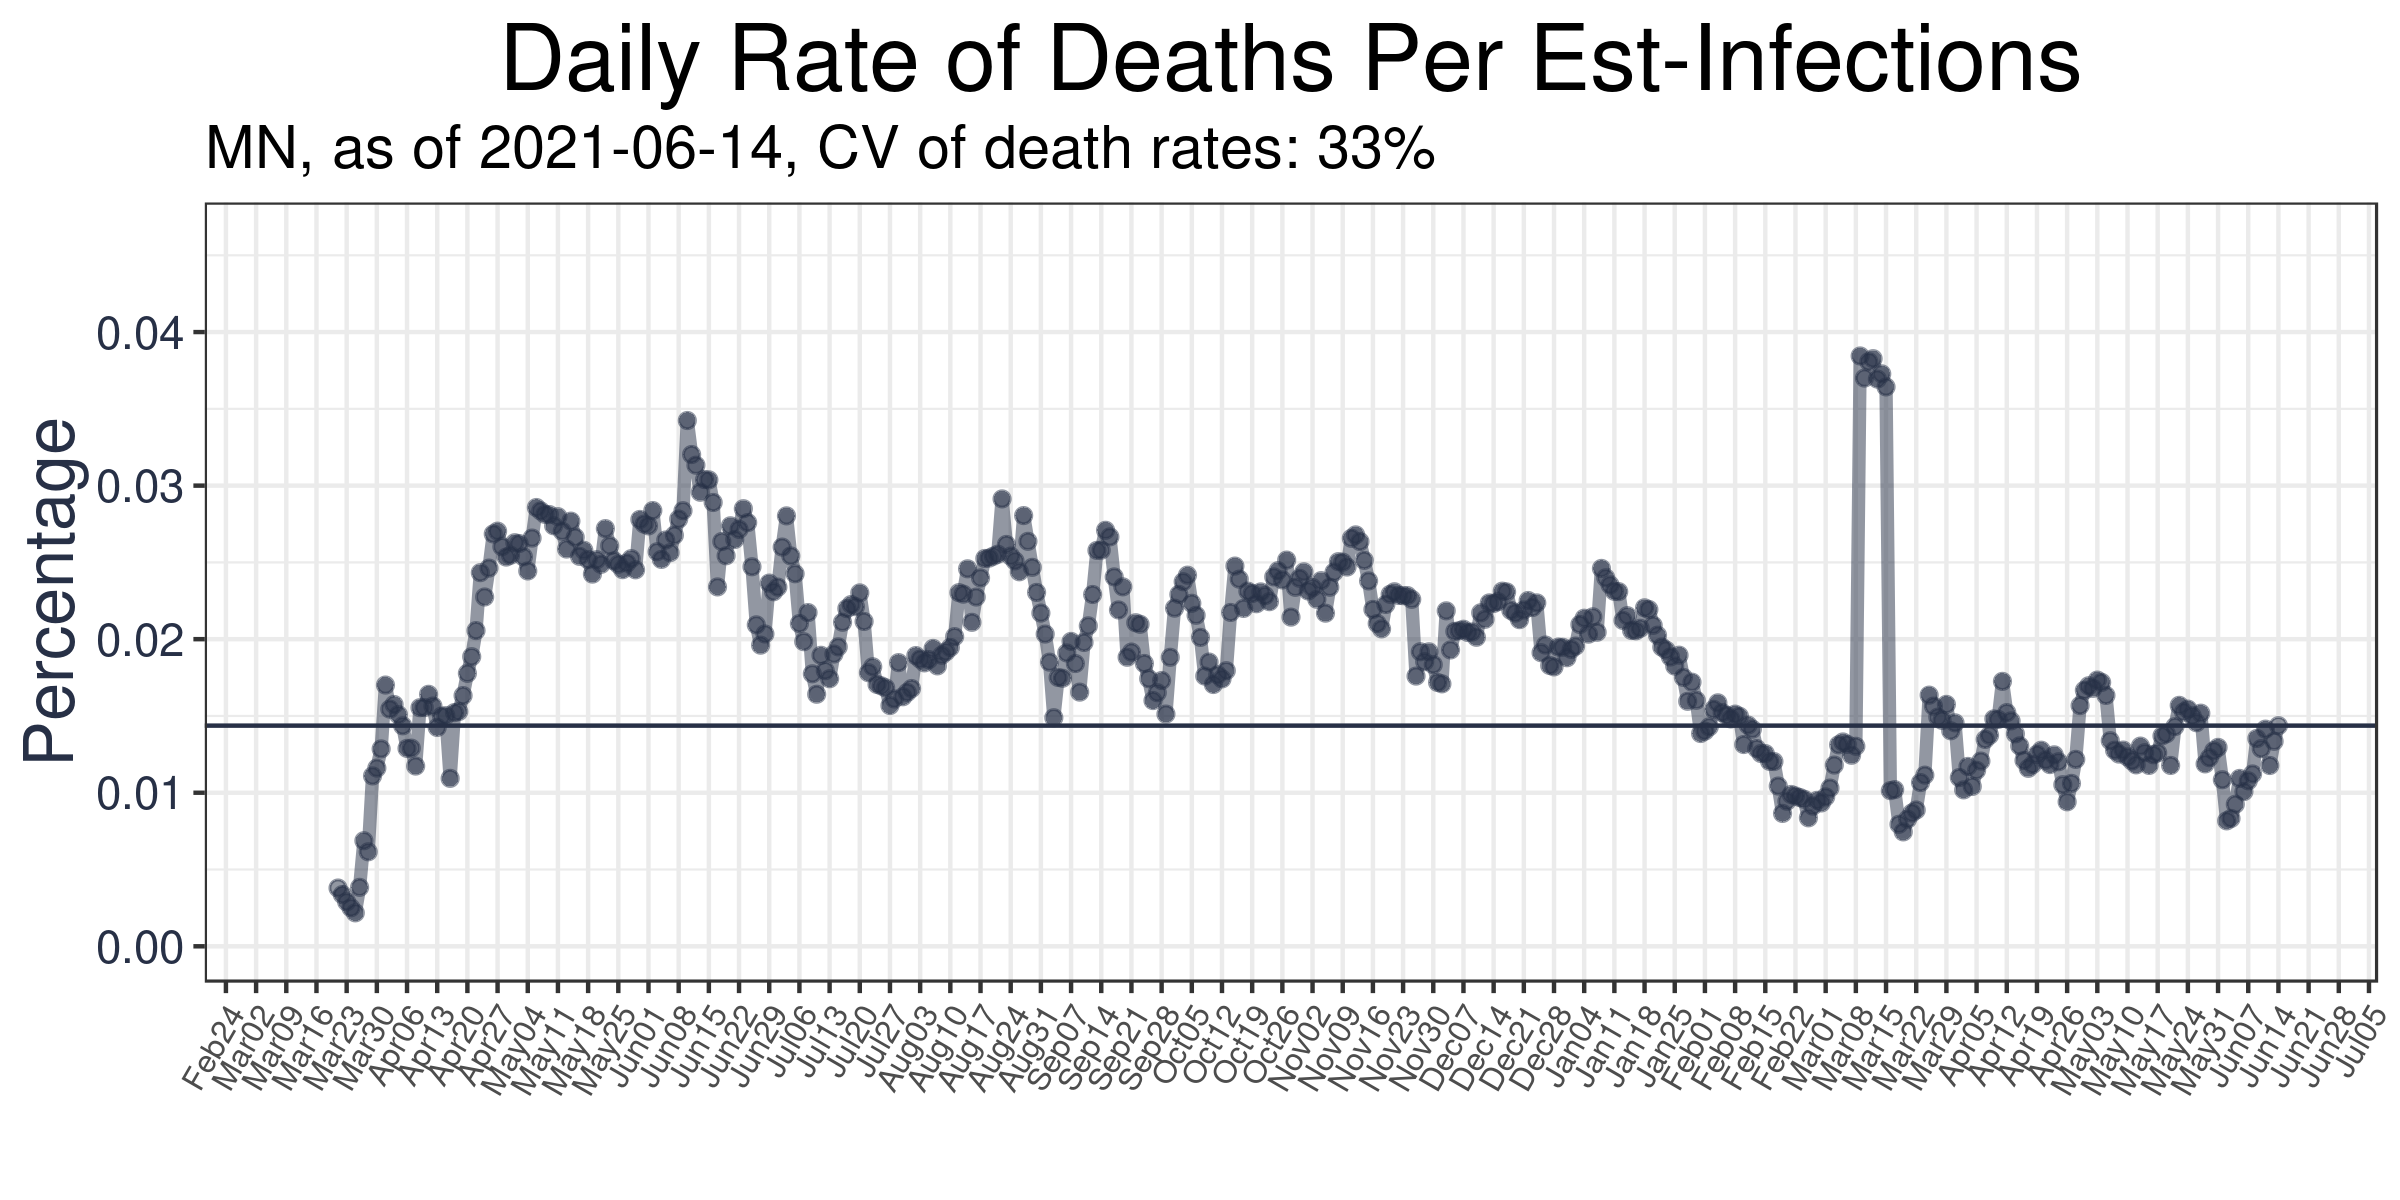 Daily Rate of Deaths Per Est-Infections
MN, as of 2021-06-14, CV of death rates: 33%
Percentage
0.04
0.03
0.02
0.01
0.00
Feb24
Mar02
Mar09
Mar16
Mar23
Mar30
Apr06
Apr13
Apr20
Apr27
May04
May11
May18
May25
Jun01
Jun08
Jun15
Jun22
Jun29
Jul06
Jul13
Jul20
Jul27
Aug03
Aug10
Aug17
Aug24
Aug31
Sep07
Sep14
Sep21
Sep28
Oct05
Oct12
Oct19
Oct26
Nov02
Nov09
Nov16
Nov23
Nov30
Dec07
Dec14
Dec21
Dec28
Jan04
Jan11
Jan18
Jan25
Feb01
Feb08
Feb15
Feb22
Mar01
Mar08
Mar15
Mar22
Mar29
Apr05
Apr12
Apr19
Apr26
May03
May10
May17
May24
May31
Jun07
Jun14
Jun21
Jun28
Jul05